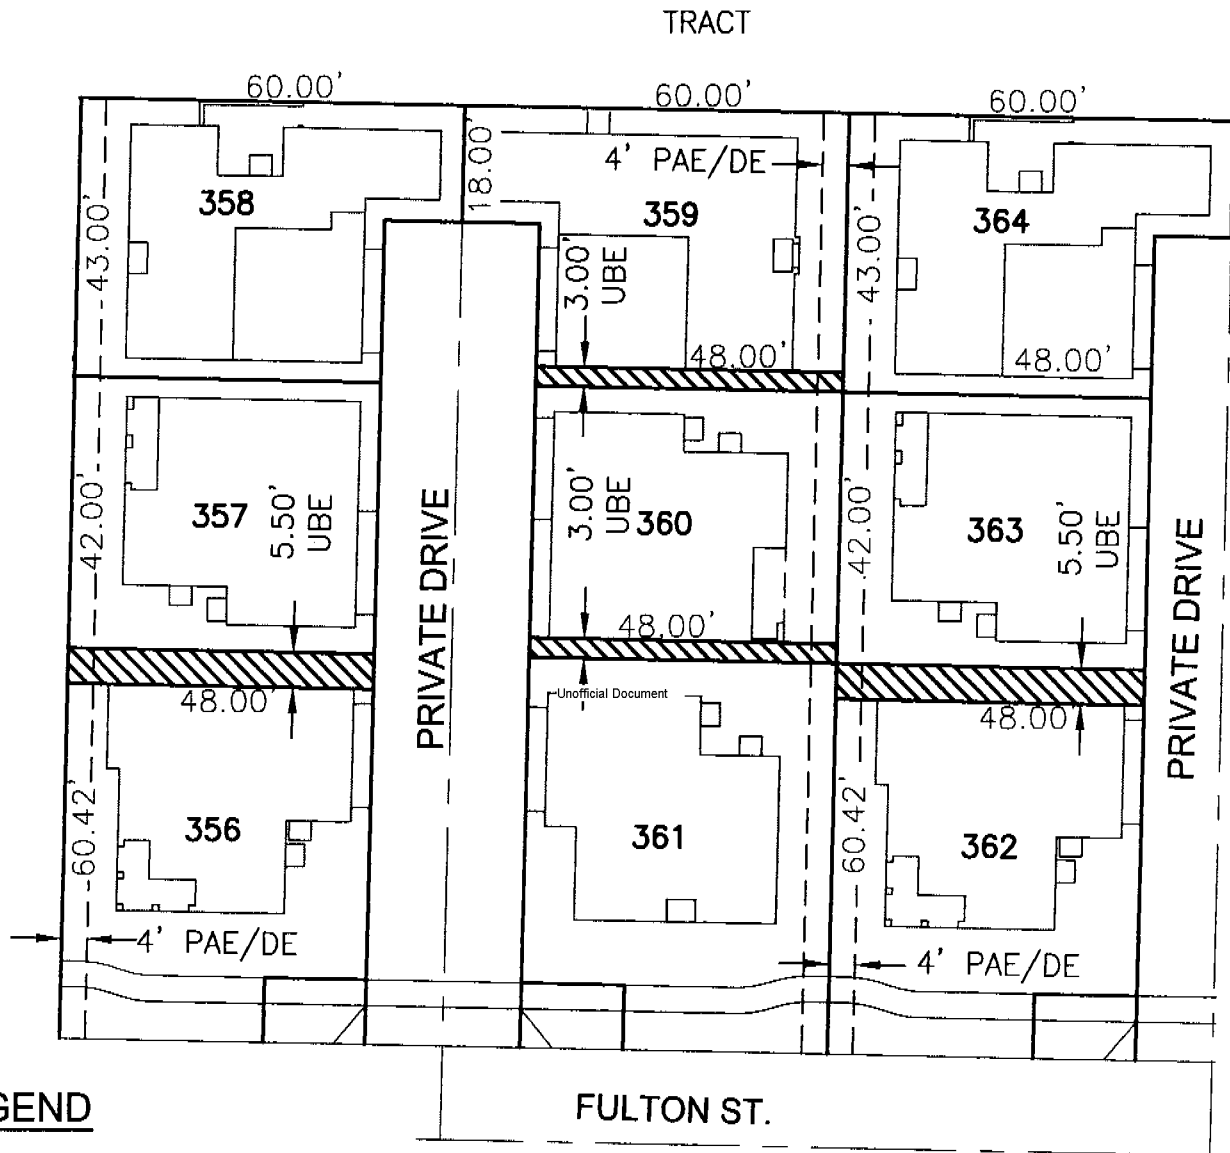 TRACT
60.00'
60.00'
60.00'
18.00'
4' PAE/DE
358
359
364
43.00'
3.00'
UBE
43.00'
48.00'
48.00'
357
5.50'
UBE
42.00'
PRIVATE DRIVE
3.00'
UBE
360
42.00'
363
5.50'
UBE
PRIVATE DRIVE
48.00'
48.00'
Unofficial Document
48.00'
356
60.42'
361
60.42'
362
4' PAE/DE
4' PAE/DE
GEND
FULTON ST.